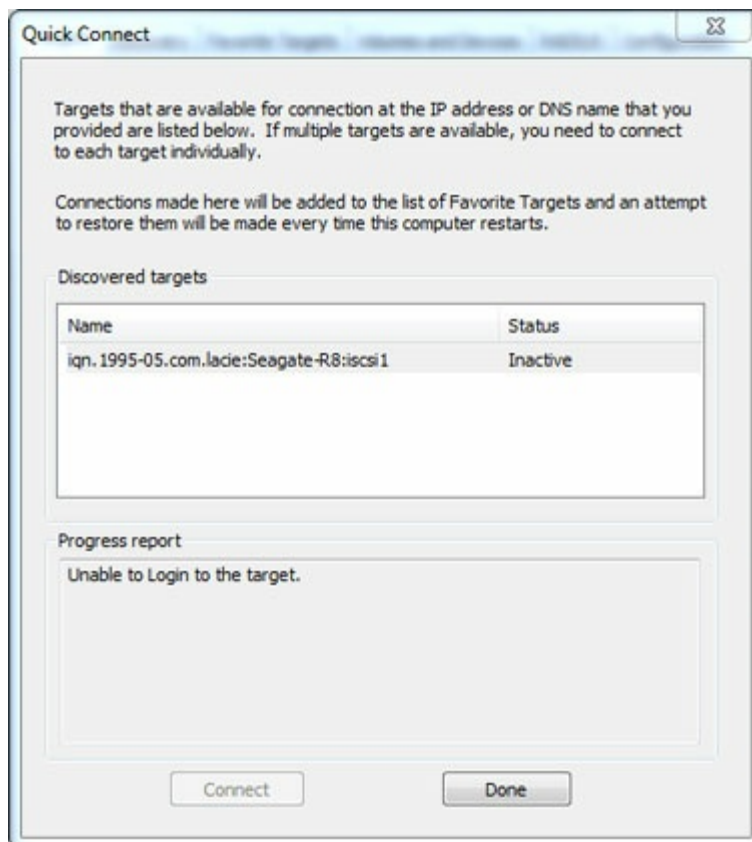 Quick Connect
Targets that are available for connection at the IP address or DNS name that you
provided are listed below. If multiple targets are available, you need to connect
to each target individually.
Connections made here will be added to the list of Favorite Targets and an attempt
to restore them will be made every time this computer restarts.
Discovered targets
Name Status
iqn.1995-05.com.lacie:Seagate-R8:iscsi1 Inactive
Progress report
Unable to Login to the target.
Connect Done